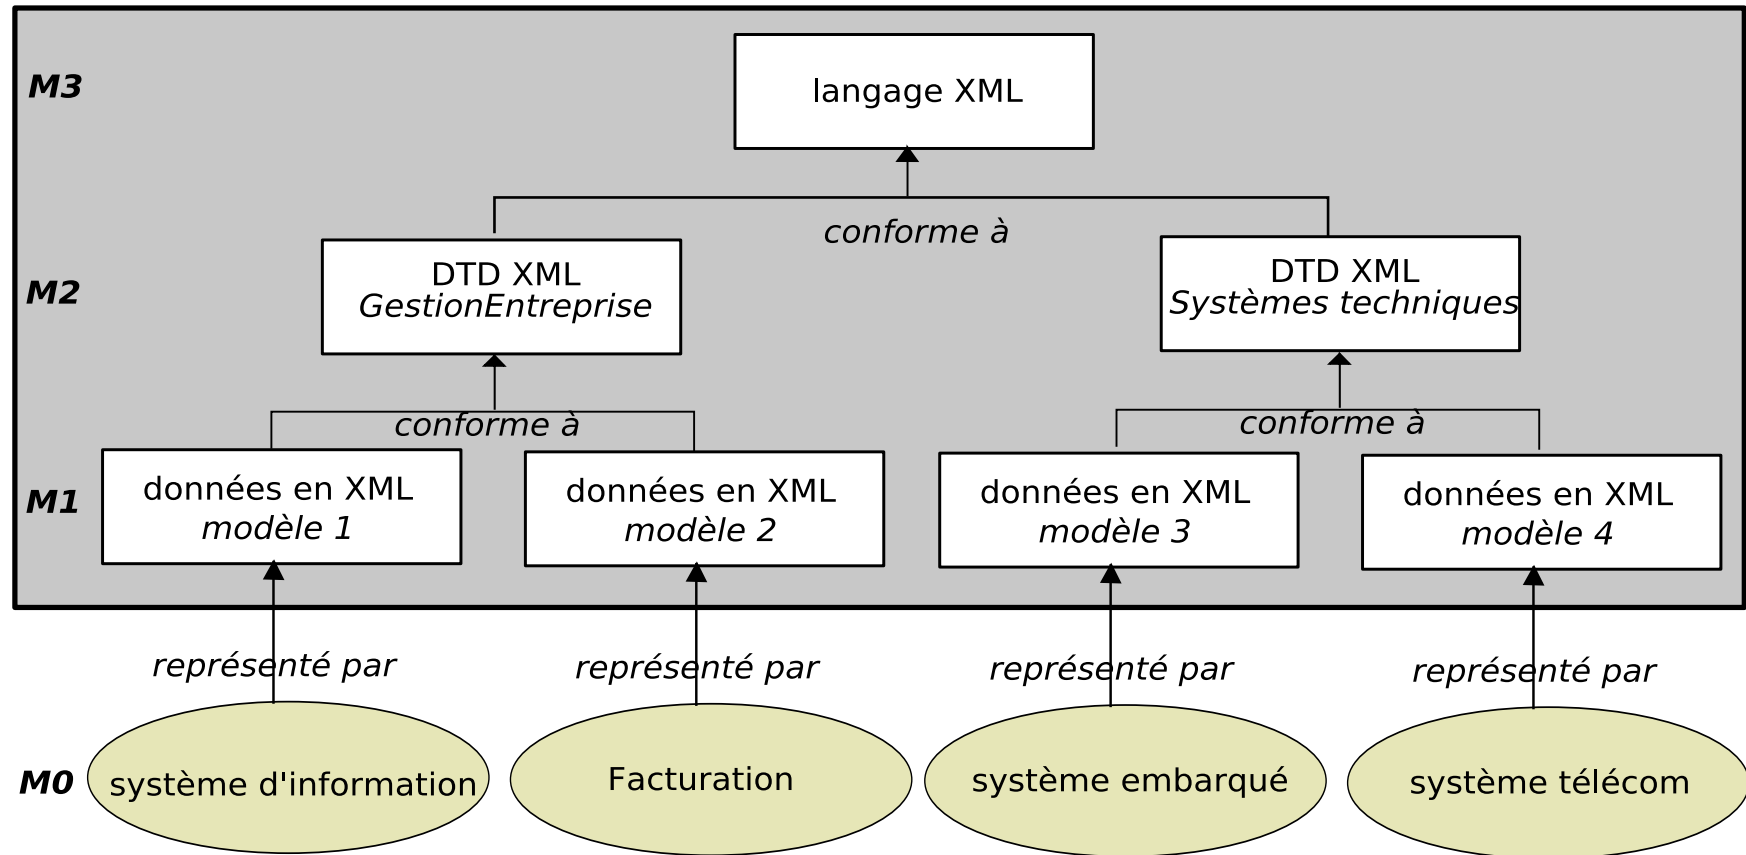 M3
langage XML
conforme à
M2
DTD XML
GestionEntreprise
DTD XML
Systèmes techniques
conforme à
conforme à
M1
données en XML
modèle 1
données en XML
modèle 2
données en XML
modèle 3
données en XML
modèle 4
représenté par
représenté par
représenté par
représenté par
M0
système d'information
Facturation
système embarqué
système télécom